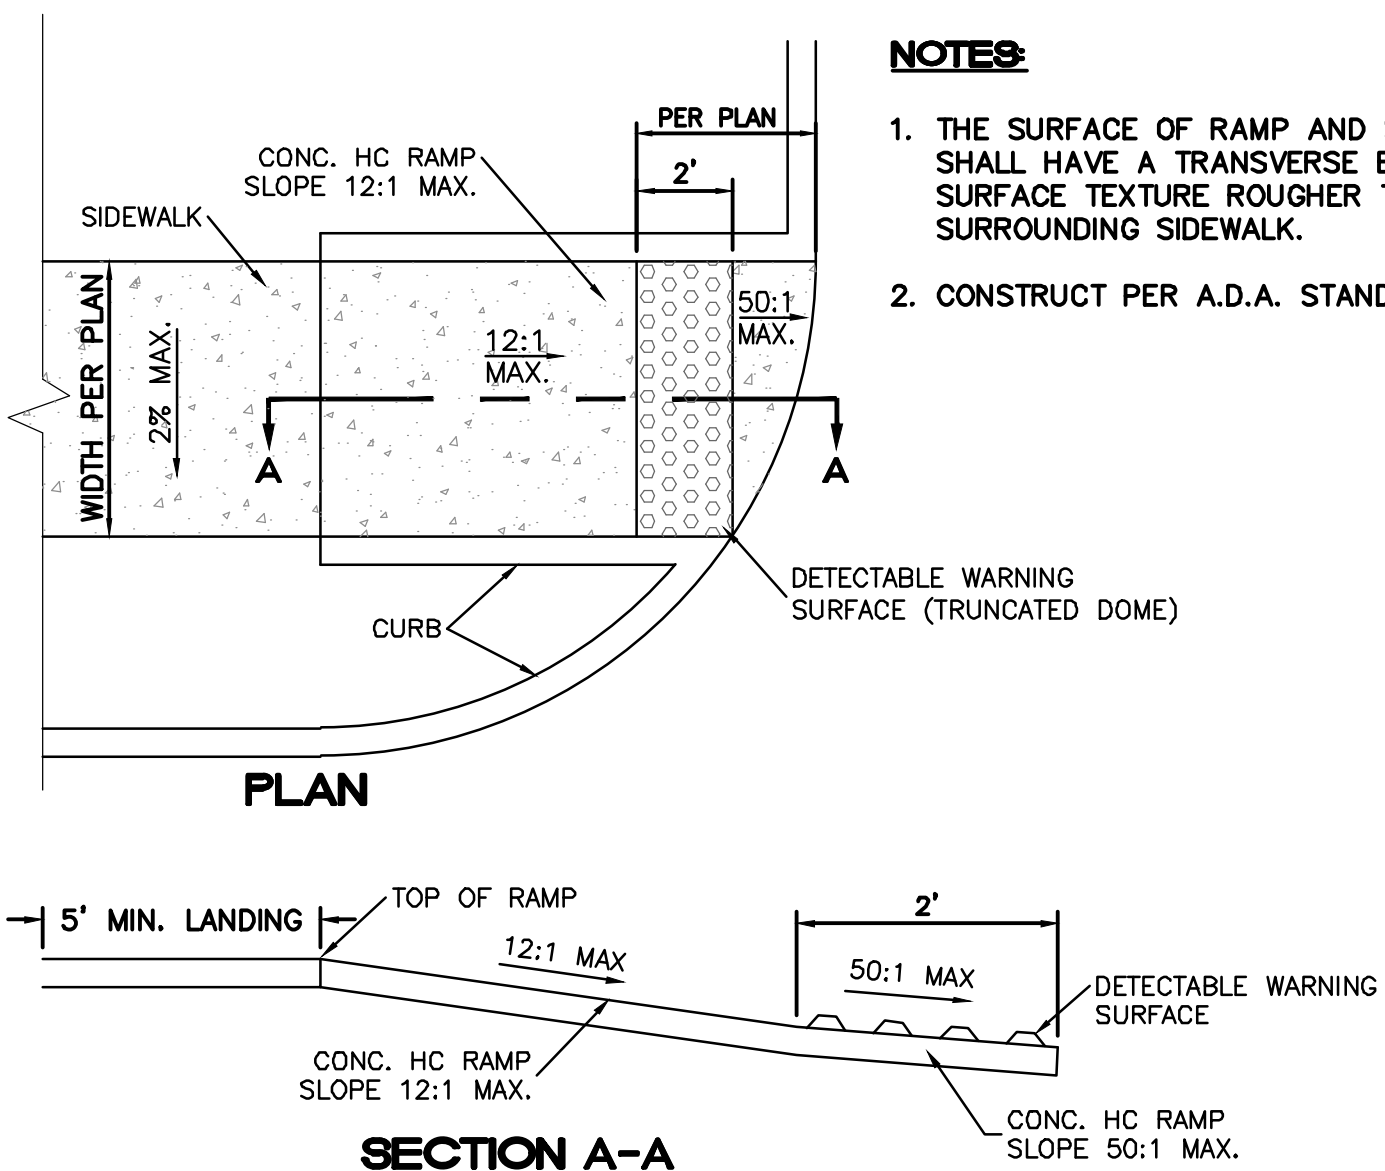 NOTES:
1. THE SURFACE OF RAMP AND
SHALL HAVE A TRANSVERSE
SURFACE TEXTURE ROUGHER
SURROUNDING SIDEWALK.
2. CONSTRUCT PER A.D.A.
PER PLAN
2'
CONC. HC RAMP
SLOPE 12:1 MAX.
SIDEWALK
WIDTH PER PLAN
2% MAX.
12:1
MAX.
50:1
MAX.
A
A
DETECTABLE WARNING
SURFACE (TRUNCATED DOME)
CURB
PLAN
5' MIN. LANDING
TOP OF RAMP
12:1 MAX
2'
50:1 MAX
DETECTABLE WARNING
SURFACE
CONC. HC RAMP
SLOPE 12:1 MAX.
CONC. HC RAMP
SLOPE 50:1 MAX.
SECTION A-A